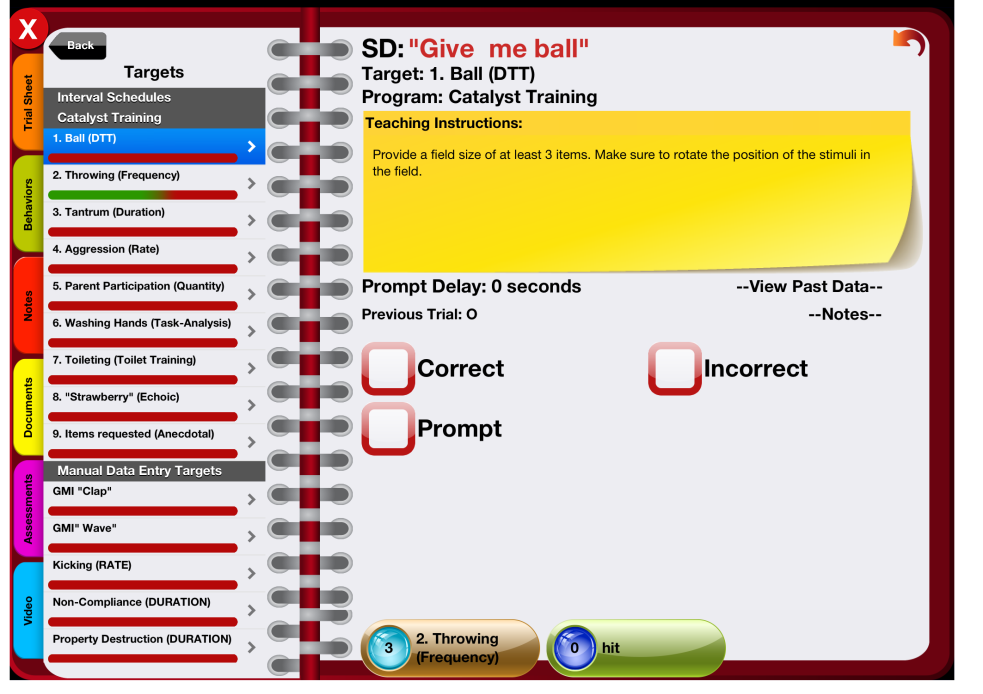 X
Back
Targets
Interval Schedules
Catalyst Training
1. Ball (DTT)
2. Throwing (Frequency)
3. Tantrum (Duration)
4. Aggression (Rate)
5. Parent Participation (Quantity)
6. Washing Hands (Task-Analysis)
7. Toileting (Toilet Training)
8. "Strawberry" (Echoic)
9. Items requested (Anecdotal)
Manual Data Entry Targets
GMI "Clap"
GMI" Wave"
Kicking (RATE)
Non-Compliance (DURATION)
Property Destruction (DURATION)
Trial Sheet
Behaviors
Notes
Documents
Assessments
Video
SD: "Give me ball"
Target: 1. Ball (DTT)
Program: Catalyst Training
Teaching Instructions:
Provide a field size of at least 3 items. Make sure to rotate the position of the stimuli in
the field.
Prompt Delay: 0 seconds
--View Past Data--
Previous Trial: O
--Notes--
Correct
Incorrect
Prompt
3
2. Throwing
(Frequency)
0
hit